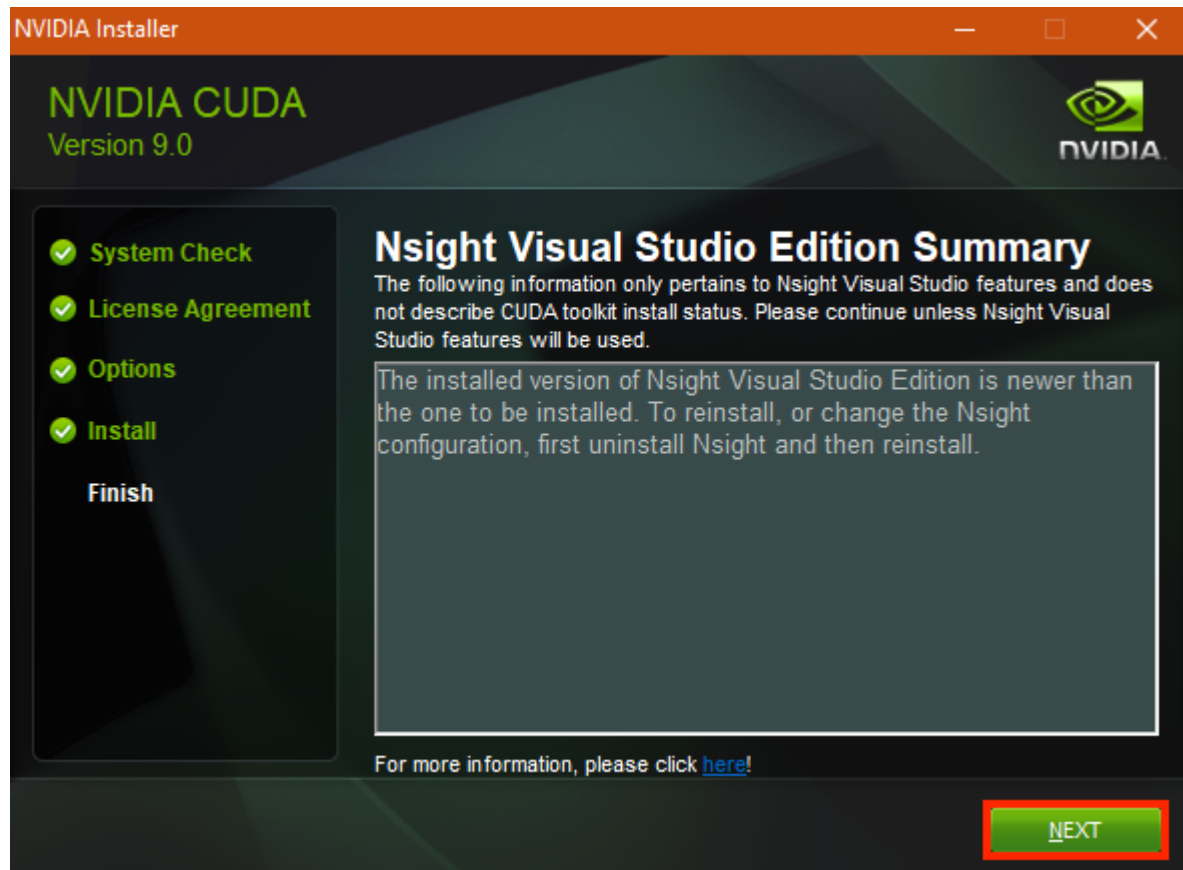 NVIDIA Installer
NVIDIA CUDA
Version 9.0
NVIDIA.
System Check
License Agreement
Options
Install
Finish
Nsight Visual Studio Edition Summary
The following information only pertains to Nsight Visual Studio features and does
not describe CUDA toolkit install status. Please continue unless Nsight Visual
Studio features will be used.
The installed version of Nsight Visual Studio Edition is newer than
the one to be installed. To reinstall, or change the Nsight
configuration, first uninstall Nsight and then reinstall.
For more information, please click here!
NEXT